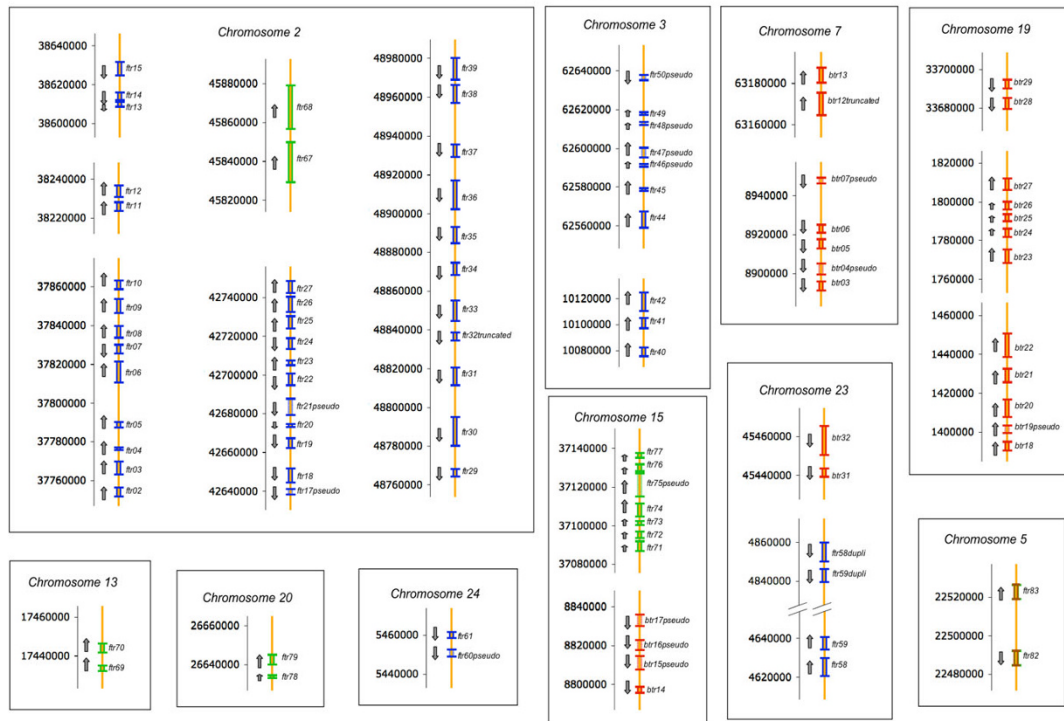 Chromosome 2
38640000
38620000
38600000
ftr15
ftr14
ftr13
38240000
38220000
ftr12
ftr11
37860000
37840000
37820000
37800000
37780000
37760000
ftr10
ftr09
ftr08
ftr07
ftr06
ftr05
ftr04
ftr03
ftr02
45880000
45860000
45840000
45820000
ftr68
ftr67
42740000
42720000
42700000
42680000
42660000
42640000
ftr27
ftr26
ftr25
ftr24
ftr23
ftr22
ftr21pseudo
ftr20
ftr19
ftr18
ftr17pseudo
48980000
48960000
48940000
48920000
48900000
48880000
48860000
48840000
48820000
48780000
48760000
ftr39
ftr38
ftr37
ftr36
ftr35
ftr34
ftr33
ftr32truncated
ftr31
ftr30
ftr29
Chromosome 3
62640000
62620000
62600000
62580000
62560000
ftr50pseudo
ftr49
ftr48pseudo
ftr47pseudo
ftr46pseudo
ftr45
ftr44
10120000
10100000
10080000
ftr42
ftr41
ftr40
Chromosome 7
63180000
63160000
btr13
btr12truncated
8940000
8920000
8900000
btr07pseudo
btr06
btr05
btr04pseudo
btr03
Chromosome 19
33700000
33680000
btr29
btr28
1820000
1800000
1780000
1760000
btr27
btr26
btr25
btr24
btr23
1460000
1440000
1400000
btr22
btr21
btr20
btr19pseudo
btr18
Chromosome 15
37140000
37120000
37100000
37080000
ftr77
ftr76
ftr75pseudo
ftr74
ftr73
ftr72
ftr71
8840000
8820000
8800000
btr17pseudo
btr16pseudo
btr15pseudo
btr14
Chromosome 23
45460000
45440000
btr32
btr31
4860000
4840000
ftr58dupli
ftr59dupli
4640000
4620000
ftr59
ftr58
Chromosome 5
22520000
22500000
22480000
ftr83
ftr82
Chromosome 13
17460000
17440000
ftr70
ftr69
Chromosome 20
26660000
26640000
ftr79
ftr78
Chromosome 24
5460000
5440000
ftr61
ftr60pseudo